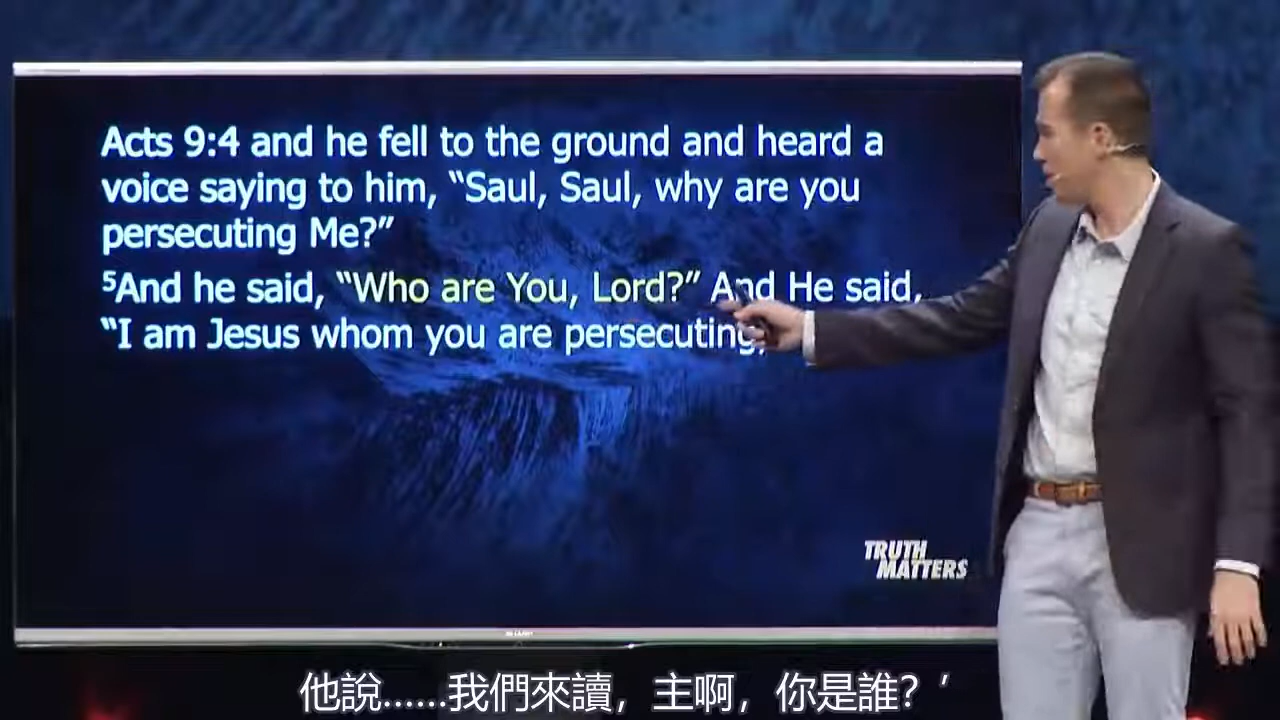 Acts 9:4 and he fell to the ground and heard a
voice saying to him, “Saul, Saul, why are you
persecuting Me?”
⁵And he said, “Who are You, Lord?” And He said,
“I am Jesus whom you are persecuting,
TRUTH
MATTERS
他說......我們來讀，主啊，你是誰？’